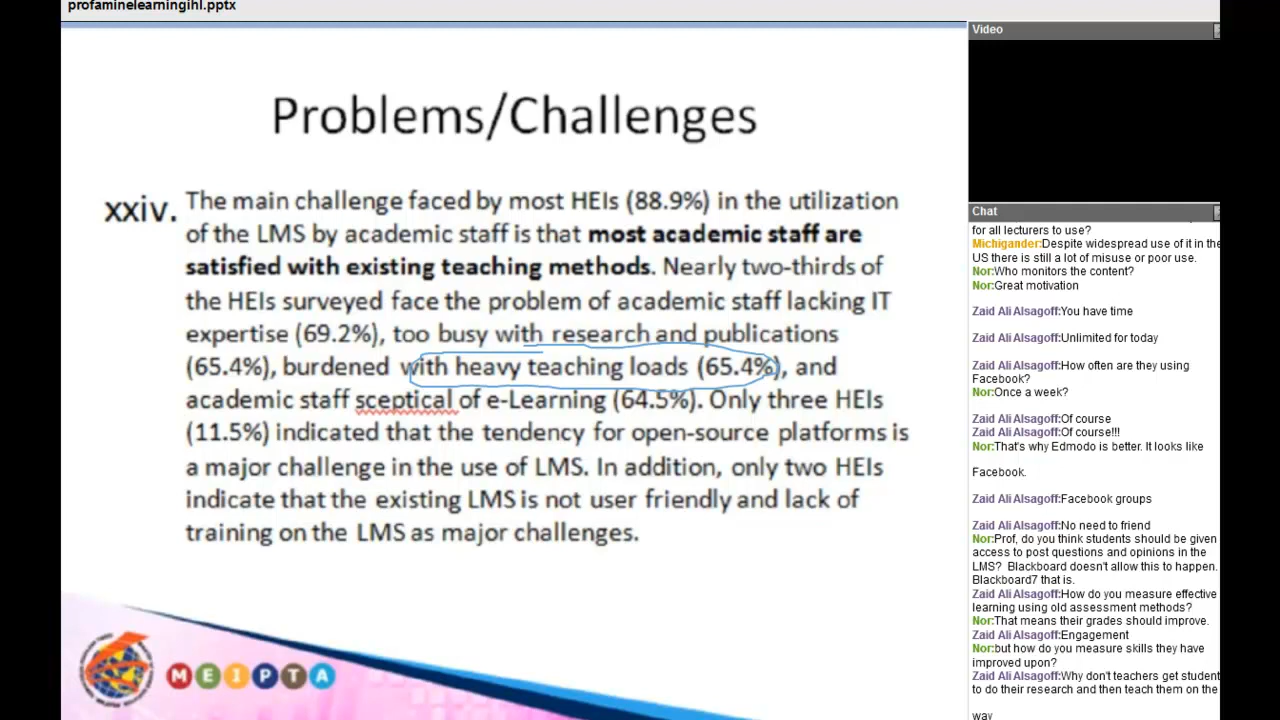 profaminelearningihl.pptx
Problems/Challenges
xxiv. The main challenge faced by most HEIs (88.9%) in the utilization
of the LMS by academic staff is that most academic staff are
satisfied with existing teaching methods. Nearly two-thirds of
the HEIs surveyed face the problem of academic staff lacking IT
expertise (69.2%), too busy with research and publications
(65.4%), burdened with heavy teaching loads (65.4%), and
academic staff sceptical of e-Learning (64.5%). Only three HEIs
(11.5%) indicated that the tendency for open-source platforms is
a major challenge in the use of LMS. In addition, only two HEIs
indicate that the existing LMS is not user friendly and lack of
training on the LMS as major challenges.
MEIPTA
Video
Chat
for all lecturers to use?
Michigander:Despite widespread use of it in the
US there is still a lot of misuse or poor use.
Nor:Who monitors the content?
Nor:Great motivation
Zaid Ali Alsagoff:You have time
Zaid Ali Alsagoff:Unlimited for today
Zaid Ali Alsagoff:How often are they using
Facebook?
Nor:Once a week?
Zaid Ali Alsagoff:Of course
Zaid Ali Alsagoff:Of course!!!
Nor:That's why Edmodo is better. It looks like
Facebook.
Zaid Ali Alsagoff:Facebook groups
Zaid Ali Alsagoff:No need to friend
Nor:Prof, do you think students should be given
access to post questions and opinions in the
LMS? Blackboard doesn't allow this to happen.
Blackboard7 that is.
Zaid Ali Alsagoff:How do you measure effective
learning using old assessment methods?
Nor:That means their grades should improve.
Zaid Ali Alsagoff:Engagement
Nor:but how do you measure skills they have
improved upon?
Zaid Ali Alsagoff:Why don't teachers get student
to do their research and then teach them on the
way